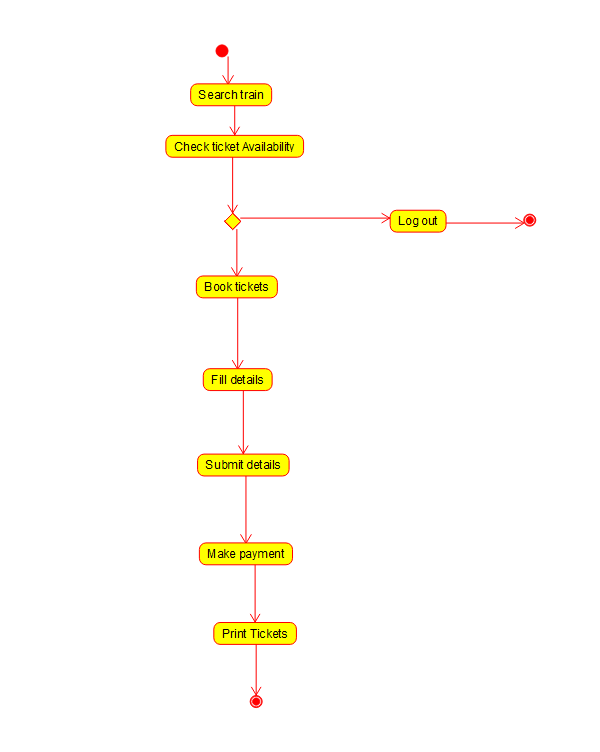 Search train
Check ticket Availability
Log out
Book tickets
Fill details
Submit details
Make payment
Print Tickets